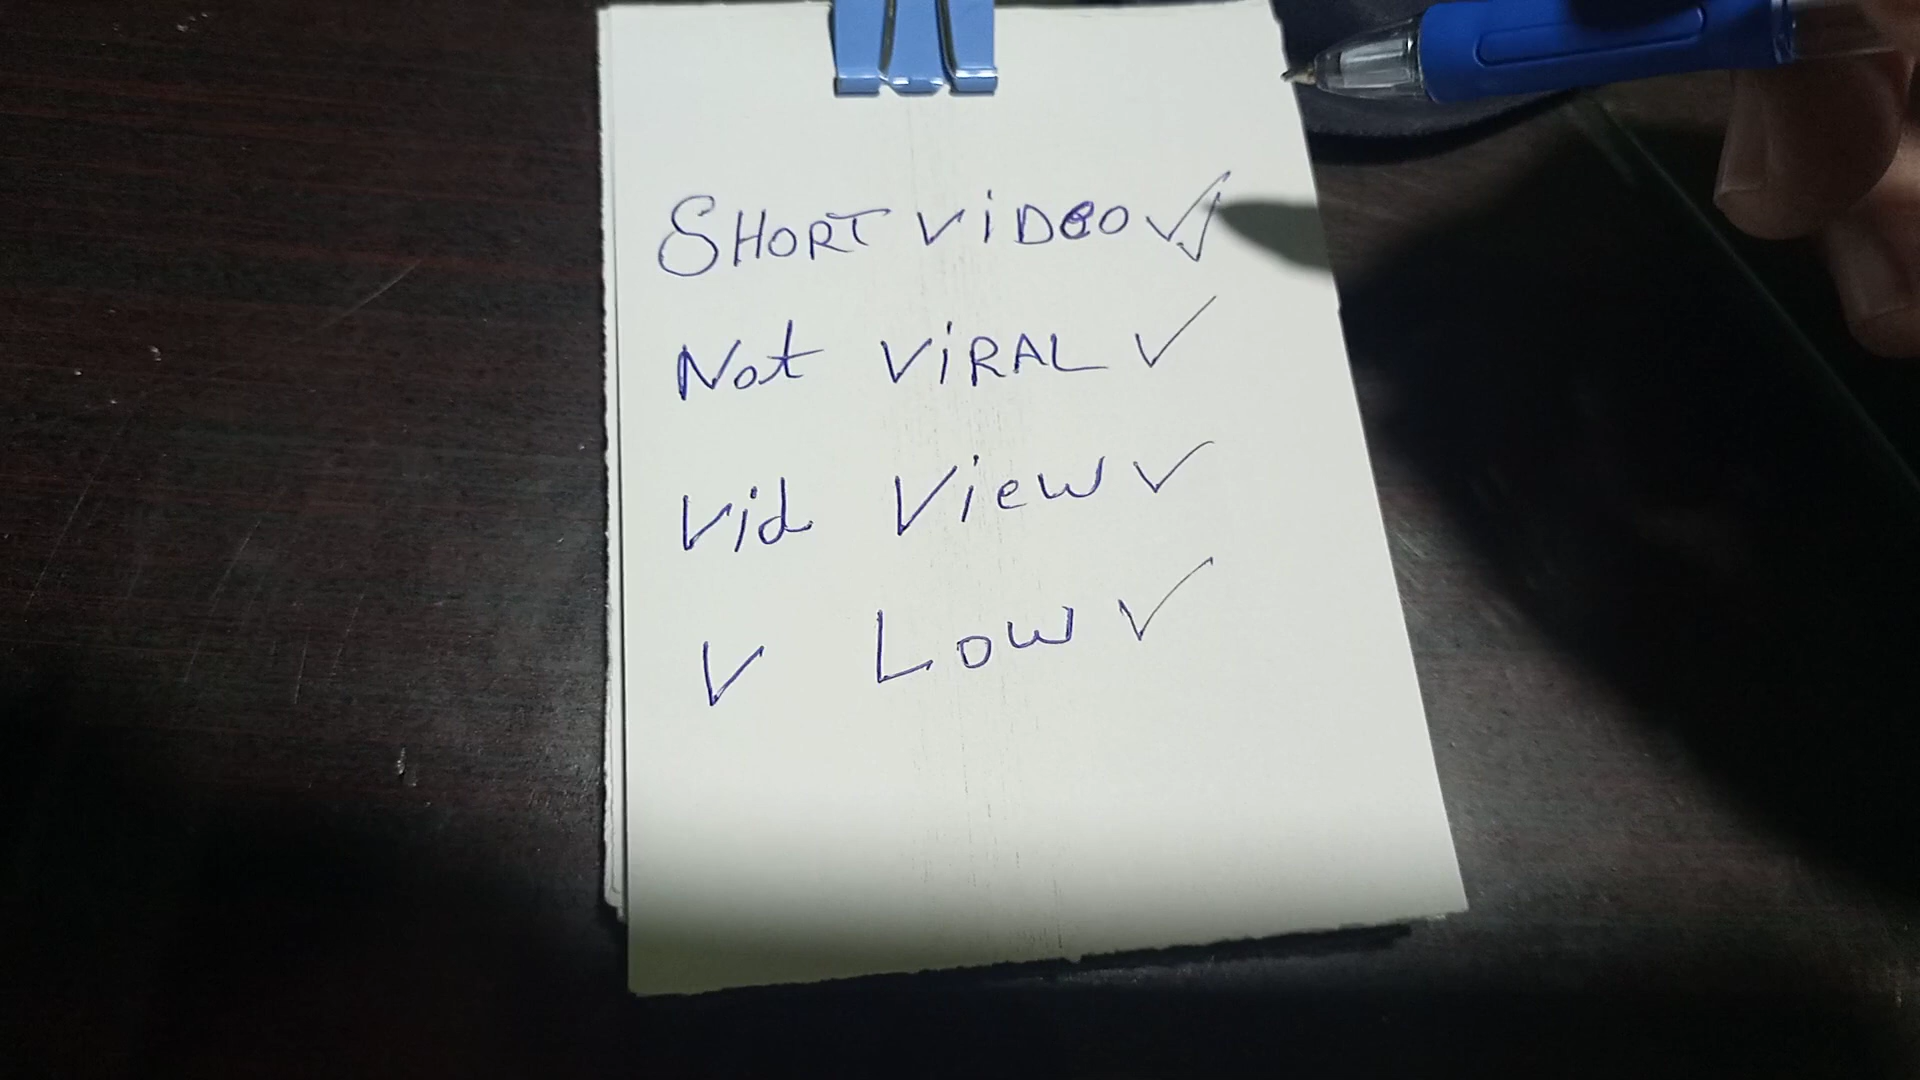 SHORT ViDeO ✓
Not ViRAL ✓
Vid View ✓
V Low ✓